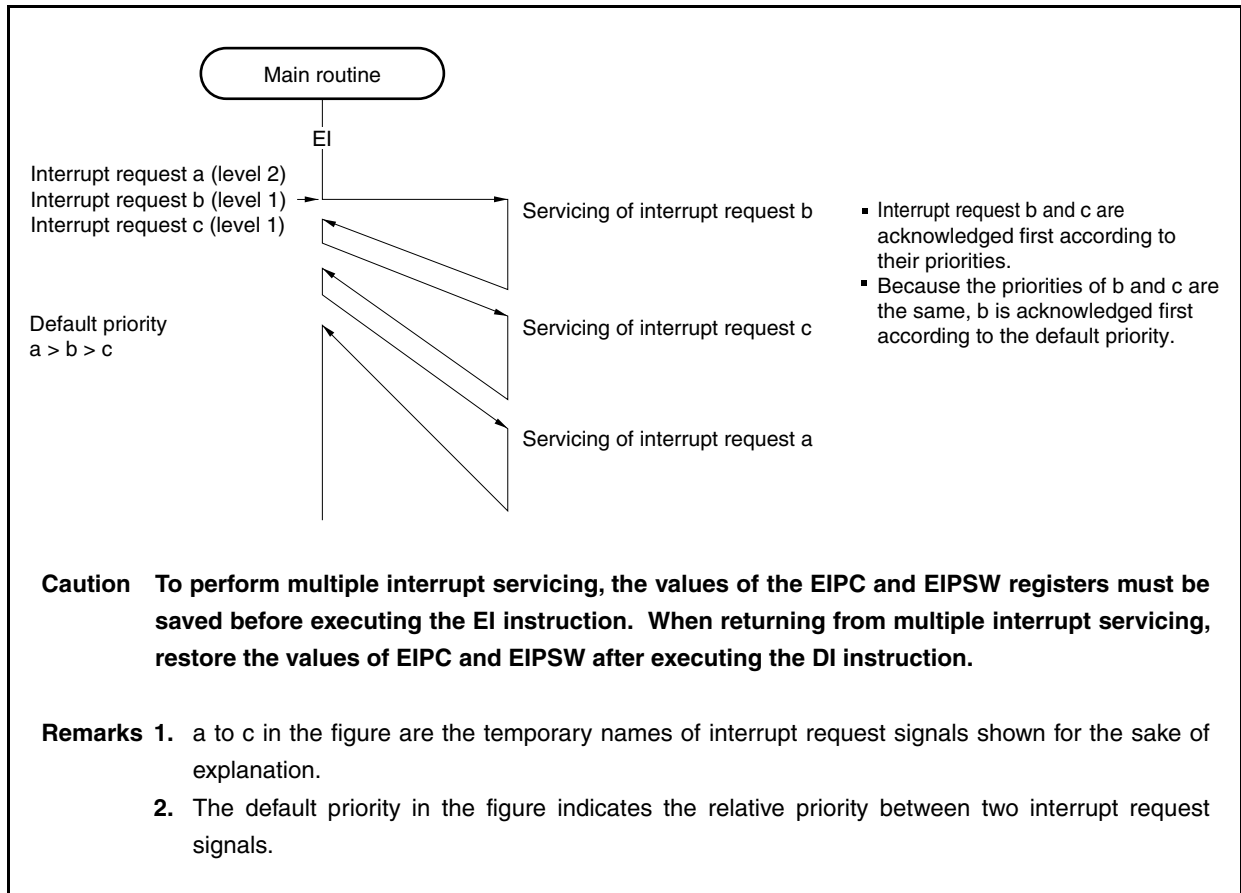 Main routine
EI
Interrupt request a (level 2)
Interrupt request b (level 1)
Interrupt request c (level 1)
Default priority
a > b > c
Servicing of interrupt request b
Servicing of interrupt request c
Servicing of interrupt request a
▪ Interrupt request b and c are
acknowledged first according to
their priorities.
▪ Because the priorities of b and c are
the same, b is acknowledged first
according to the default priority.
Caution To perform multiple interrupt servicing, the values of the EIPC and EIPSW registers must be
saved before executing the EI instruction. When returning from multiple interrupt servicing,
restore the values of EIPC and EIPSW after executing the DI instruction.
Remarks 1. a to c in the figure are the temporary names of interrupt request signals shown for the sake of
explanation.
2. The default priority in the figure indicates the relative priority between two interrupt request
signals.